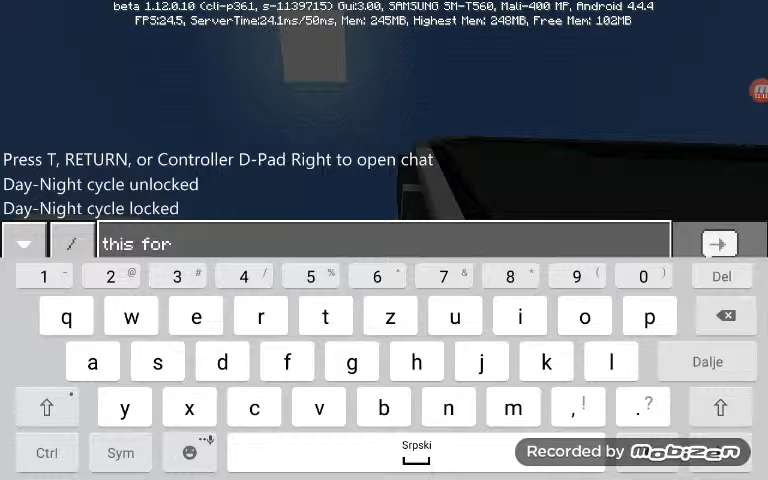 beta 1.12.0.10 (cli-p361, s-1139715) Gui:3.00, SAMSUNG SM-T560, Mali-400 MP, Android 4.4.4
FPS:24.5, ServerTime:24.1ms/50ms, Mem: 245MB, Highest Mem: 248MB, Free Mem: 102MB
Press T, RETURN, or Controller D-Pad Right to open chat
Day-Night cycle unlocked
Day-Night cycle locked
/ this for
1 - 2 @ 3 # 4 / 5 % 6 ^ 7 & 8 * 9 ( 0 ) Del
q w e r t z u i o p
a s d f g h j k l Dalje
y x c v b n m , ! . ?
Ctrl Sym Srpski
Recorded by Mobizen